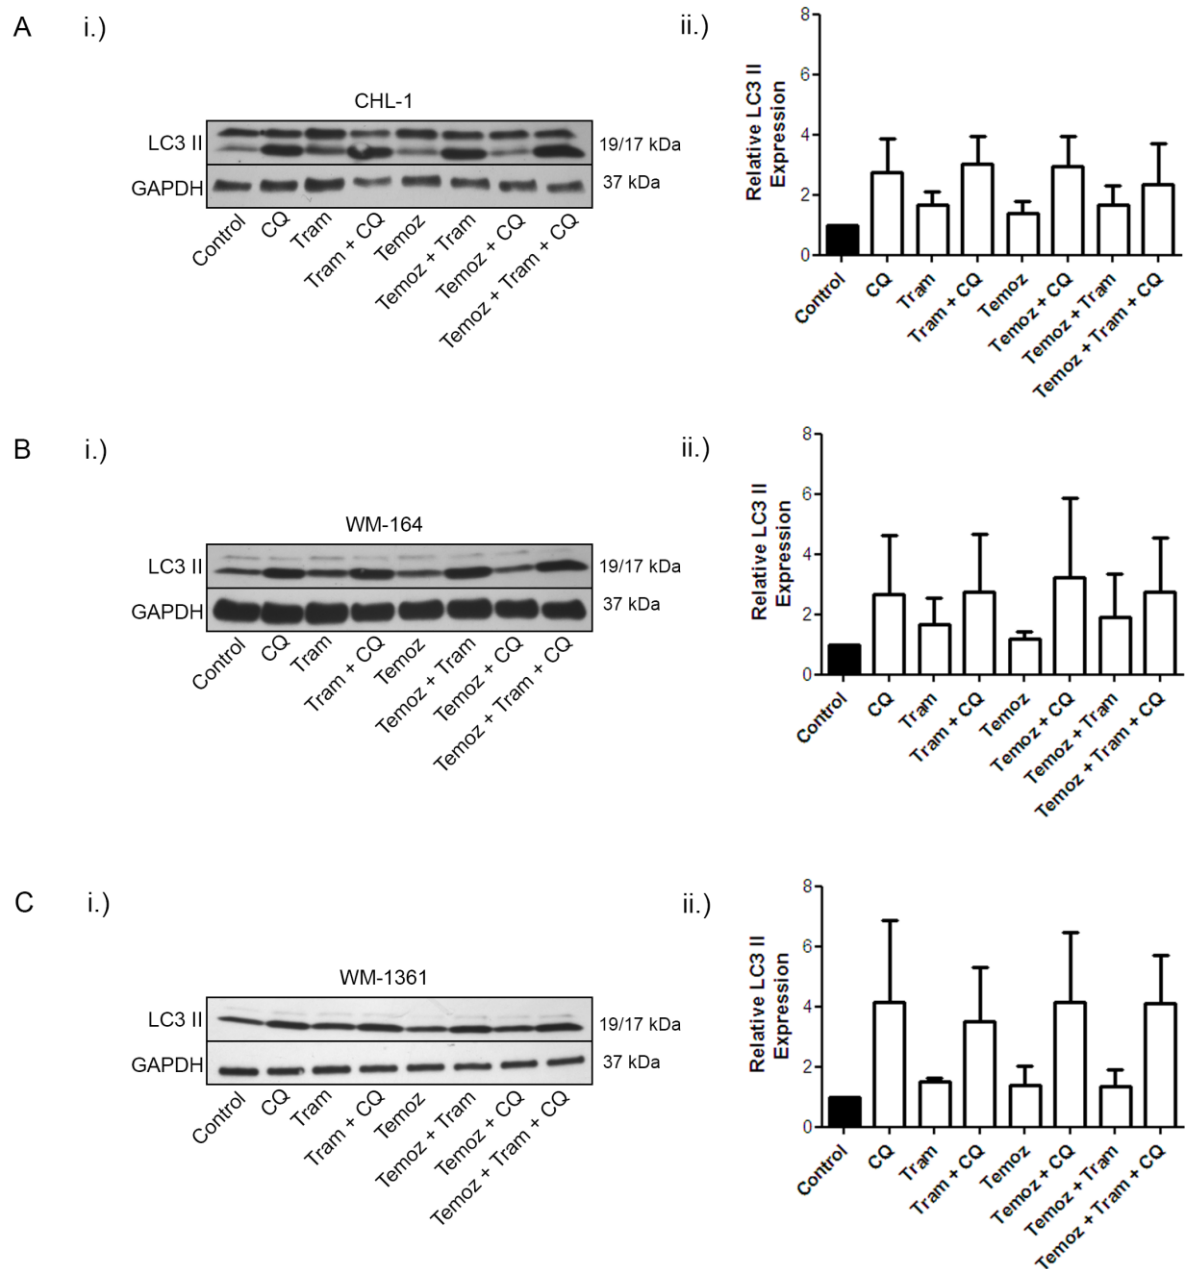 A i.) ii.)
CHL-1
LC3 II
19/17 kDa
GAPDH
37 kDa
Control
CQ
Tram
Tram + CQ
Temoz
Temoz + Tram
Temoz + CQ
Temoz + Tram + CQ
Relative LC3 II
Expression
8
6
4
2
0
Control
CQ
Tram
Tram + CQ
Temoz
Temoz + CQ
Temoz + Tram
Temoz + Tram + CQ
B i.) ii.)
WM-164
LC3 II
19/17 kDa
GAPDH
37 kDa
Control
CQ
Tram
Tram + CQ
Temoz
Temoz + Tram
Temoz + CQ
Temoz + Tram + CQ
Relative LC3 II
Expression
8
6
4
2
0
Control
CQ
Tram
Tram + CQ
Temoz
Temoz + CQ
Temoz + Tram
Temoz + Tram + CQ
C i.) ii.)
WM-1361
LC3 II
19/17 kDa
GAPDH
37 kDa
Control
CQ
Tram
Tram + CQ
Temoz
Temoz + Tram
Temoz + CQ
Temoz + Tram + CQ
Relative LC3 II
Expression
8
6
4
2
0
Control
CQ
Tram
Tram + CQ
Temoz
Temoz + CQ
Temoz + Tram
Temoz + Tram + CQ